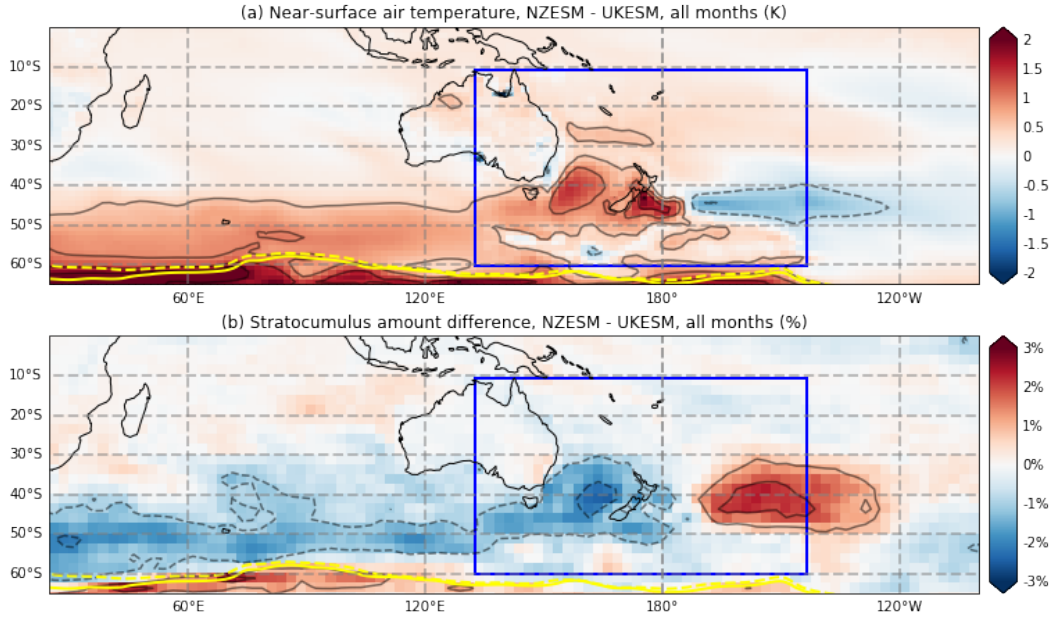 (a) Near-surface air temperature, NZESM - UKESM, all months (K)
10°S
20°S
30°S
40°S
50°S
60°S
60°E
120°E
180°
120°W
2
1.5
1
0.5
0
-0.5
-1
-1.5
-2
(b) Stratocumulus amount difference, NZESM - UKESM, all months (%)
10°S
20°S
30°S
40°S
50°S
60°S
60°E
120°E
180°
120°W
3%
2%
1%
0%
-1%
-2%
-3%